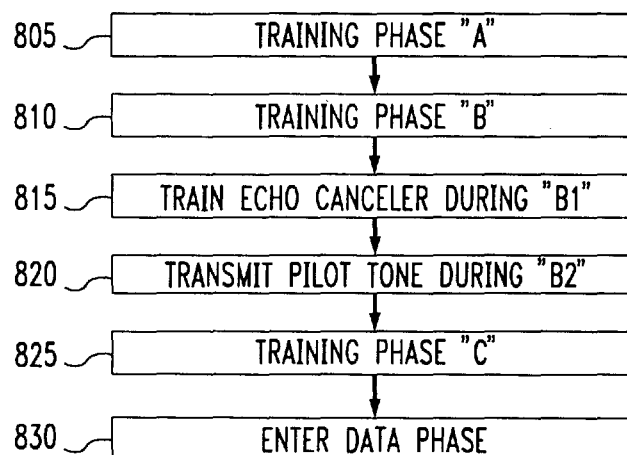 805 TRAINING PHASE "A"
810 TRAINING PHASE "B"
815 TRAIN ECHO CANCELER DURING "B1"
820 TRANSMIT PILOT TONE DURING "B2"
825 TRAINING PHASE "C"
830 ENTER DATA PHASE